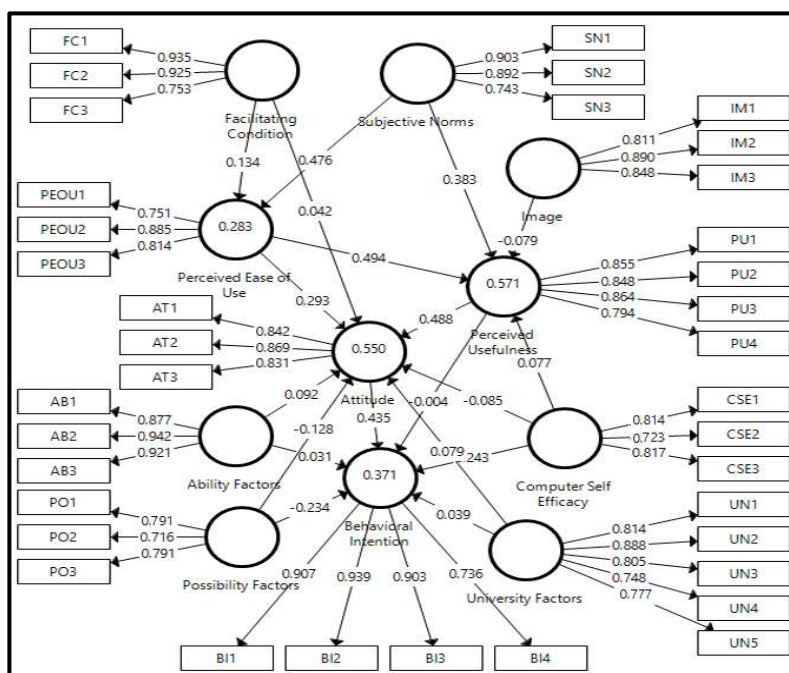 FC1
FC2
FC3
0.935
0.925
0.753
Facilitating
Condition
SN1
SN2
SN3
0.903
0.892
0.743
Subjective Norms
IM1
IM2
IM3
0.811
0.890
0.848
Image
0.134
0.476
0.042
0.383
-0.079
PEOU1
PEOU2
PEOU3
0.751
0.885
0.814
0.283
Perceived Ease of
Use
0.494
0.293
0.571
Perceived
Usefulness
PU1
PU2
PU3
PU4
0.855
0.848
0.864
0.794
AT1
AT2
AT3
0.842
0.869
0.831
0.550
Attitude
0.488
0.077
-0.004
0.435
-0.085
AB1
AB2
AB3
0.877
0.942
0.921
Ability Factors
0.092
-0.128
0.031
0.079
243
CSE1
CSE2
CSE3
0.814
0.723
0.817
Computer Self
Efficacy
0.371
Behavioral
Intention
PO1
PO2
PO3
0.791
0.716
0.791
Possibility Factors
-0.234
0.039
University Factors
UN1
UN2
UN3
UN4
UN5
0.814
0.888
0.805
0.748
0.777
0.907
0.939
0.903
0.736
BI1
BI2
BI3
BI4